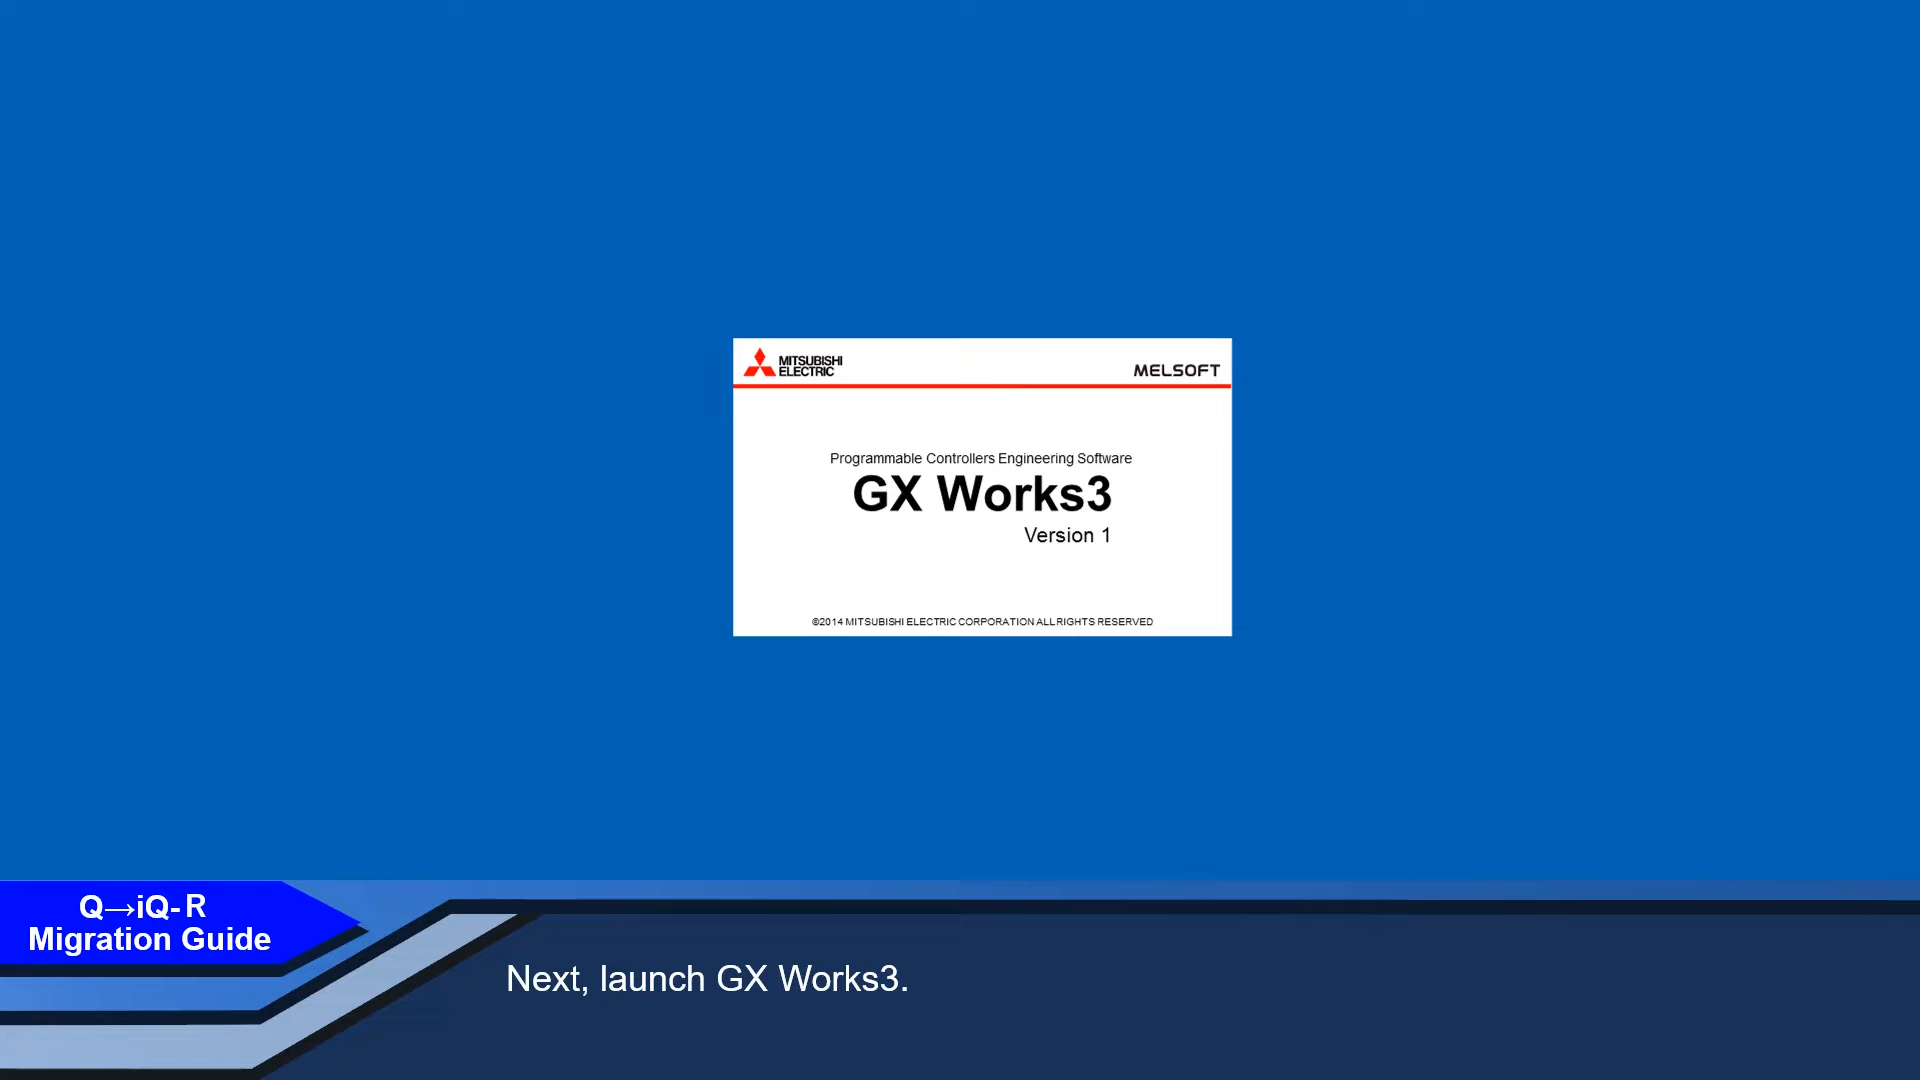 MITSUBISHI
ELECTRIC
MELSOFT
Programmable Controllers Engineering Software
GX Works3
Version 1
©2014 MITSUBISHI ELECTRIC CORPORATION ALL RIGHTS RESERVED
Q→iQ-R
Migration Guide
Next, launch GX Works3.